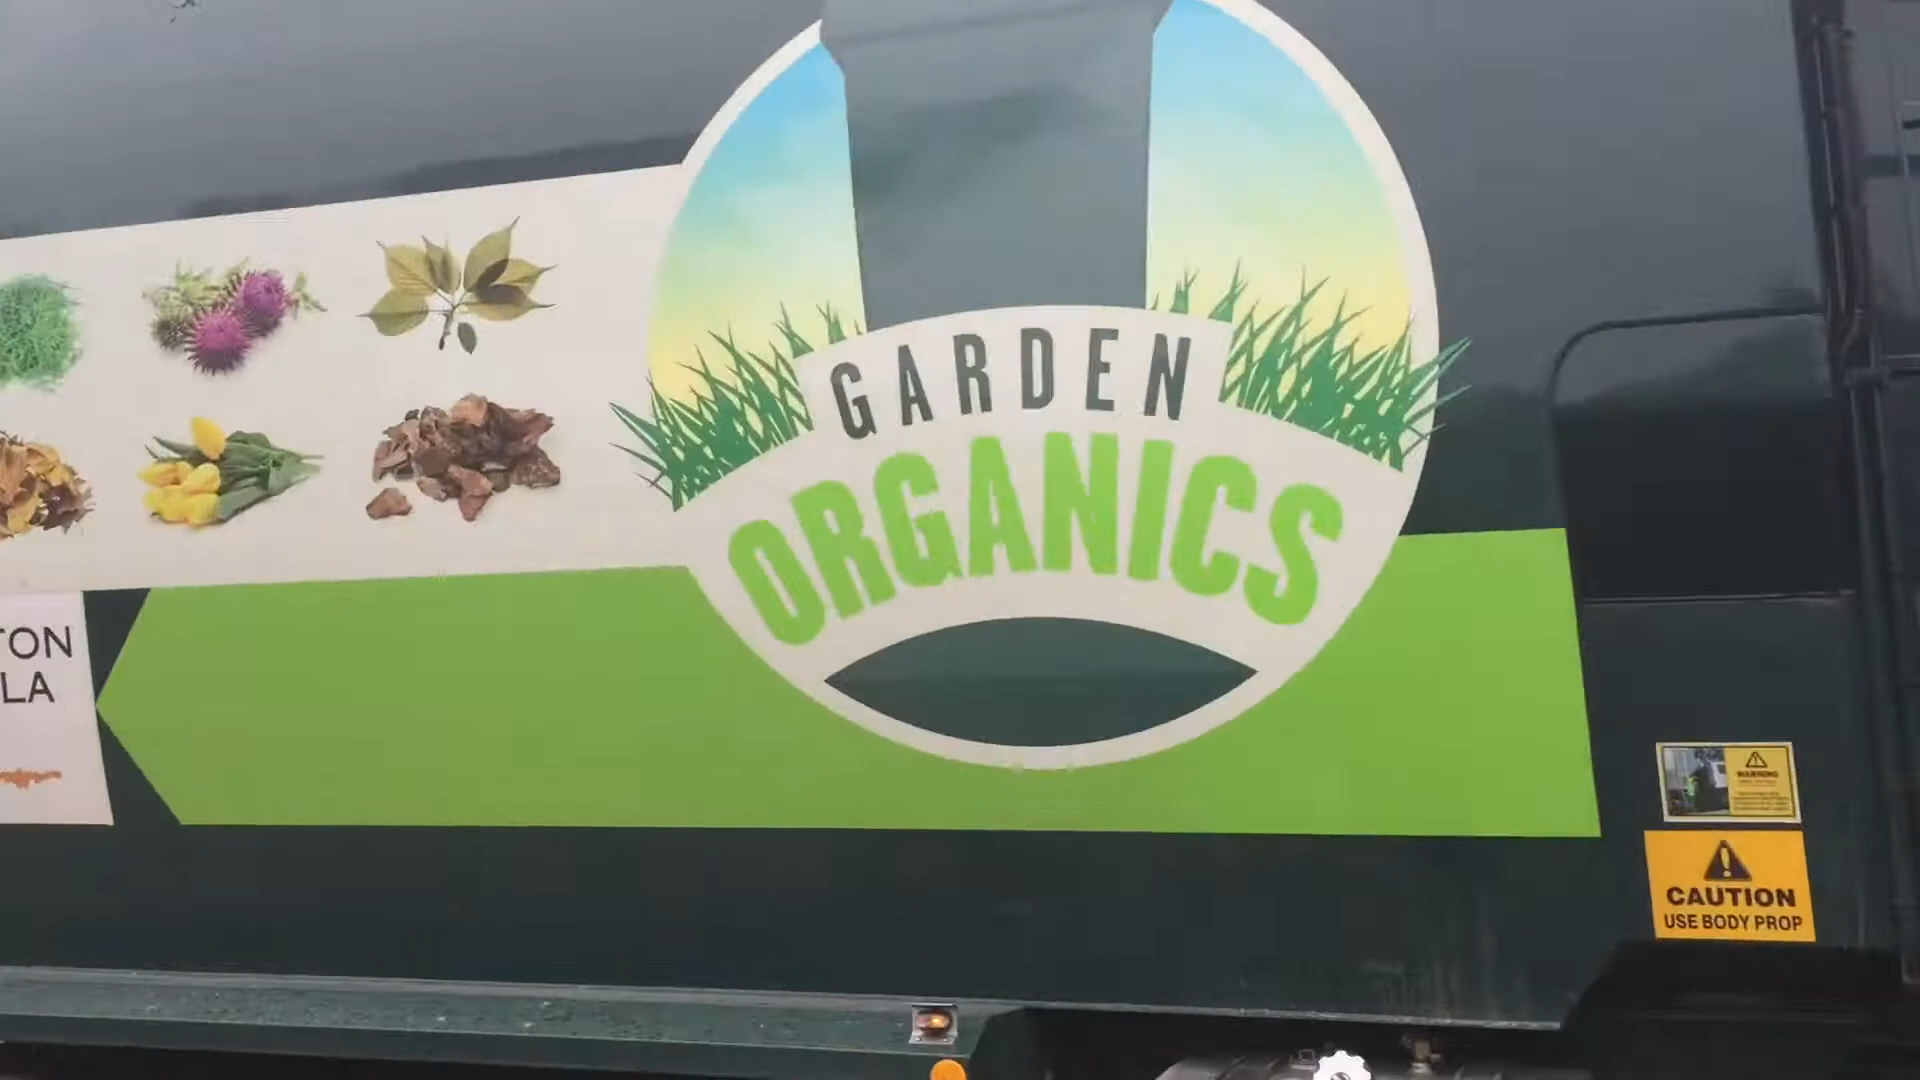 GARDEN
ORGANICS
TON
LA
WARNING
CAUTION
USE BODY PROP